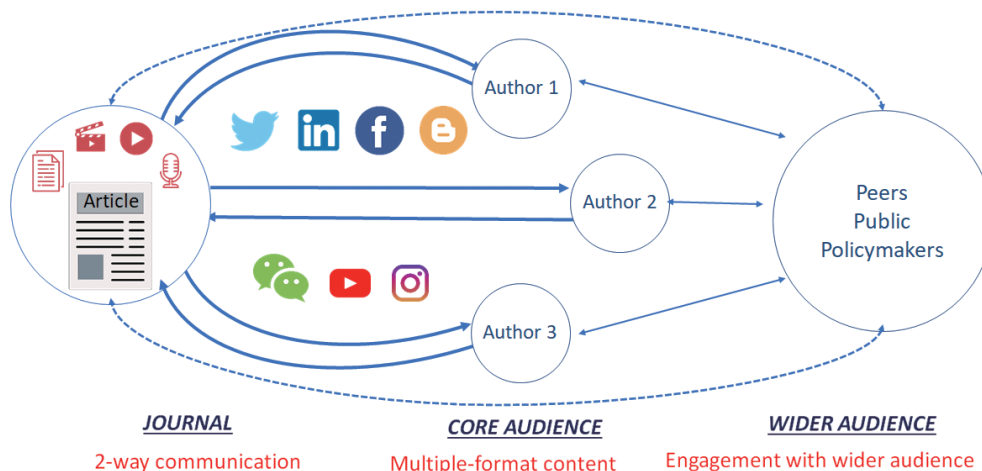 Author 1
Article
Author 2
Peers
Public
Policymakers
Author 3
JOURNAL
CORE AUDIENCE
WIDER AUDIENCE
2-way communication
Multiple-format content
Engagement with wider audience